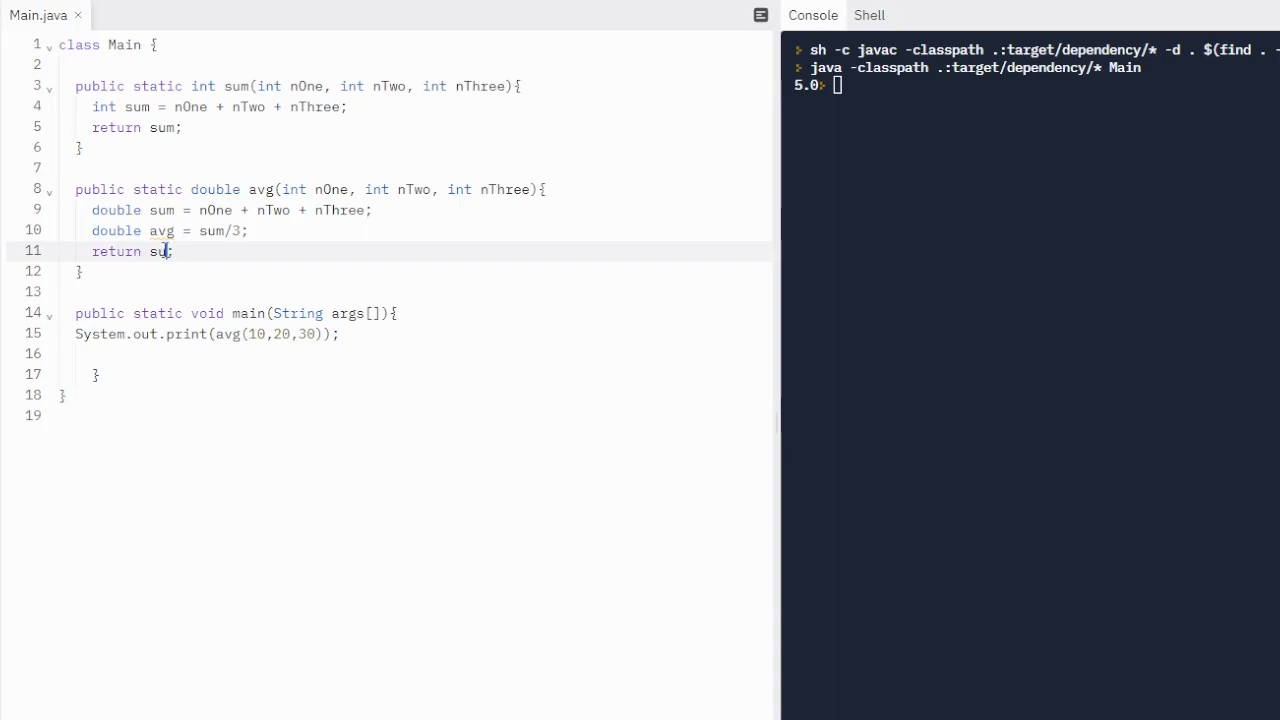 Main.java ×
Console Shell
1 class Main {
2
3 public static int sum(int nOne, int nTwo, int nThree){
4 int sum = nOne + nTwo + nThree;
5 return sum;
6 }
7
8 public static double avg(int nOne, int nTwo, int nThree){
9 double sum = nOne + nTwo + nThree;
10 double avg = sum/3;
11 return su;
12 }
13
14 public static void main(String args[]){
15 System.out.print(avg(10,20,30));
16
17 }
18 }
19
sh -c javac -classpath .:target/dependency/* -d . $(find . -
java -classpath .:target/dependency/* Main
5.0